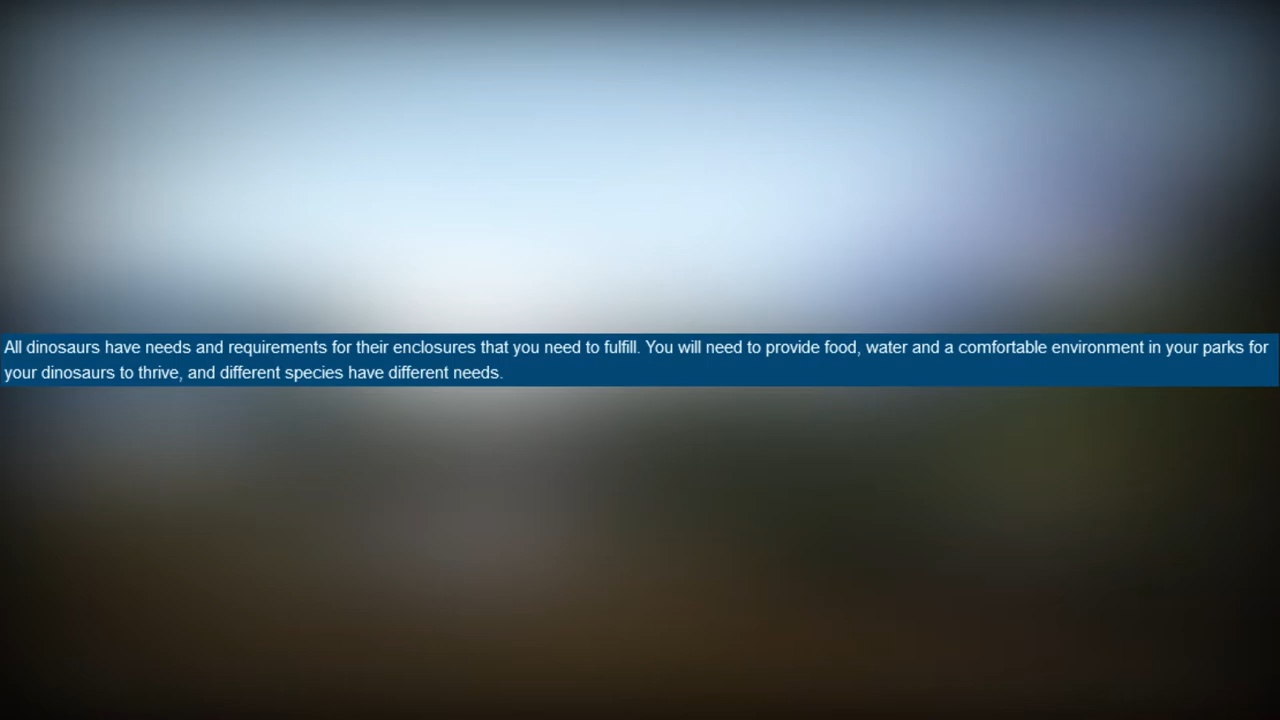 All dinosaurs have needs and requirements for their enclosures that you need to fulfill. You will need to provide food, water and a comfortable environment in your parks for
your dinosaurs to thrive, and different species have different needs.